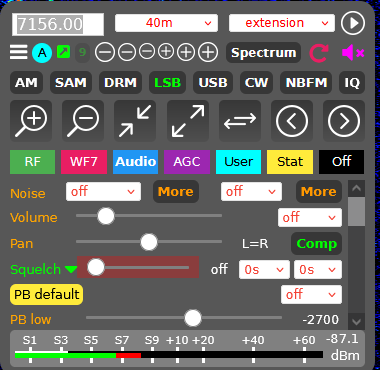 7156.00 40m extension
A 9 Spectrum
AM SAM DRM LSB USB CW NBFM IQ
RF WF7 Audio AGC User Stat Off
Noise off More off More
Volume off
Pan L=R Comp
Squelch off 0s 0s
PB default off
PB low -2700
S1 S3 S5 S7 S9 +10 +20 +40 +60 -87.1
dBm